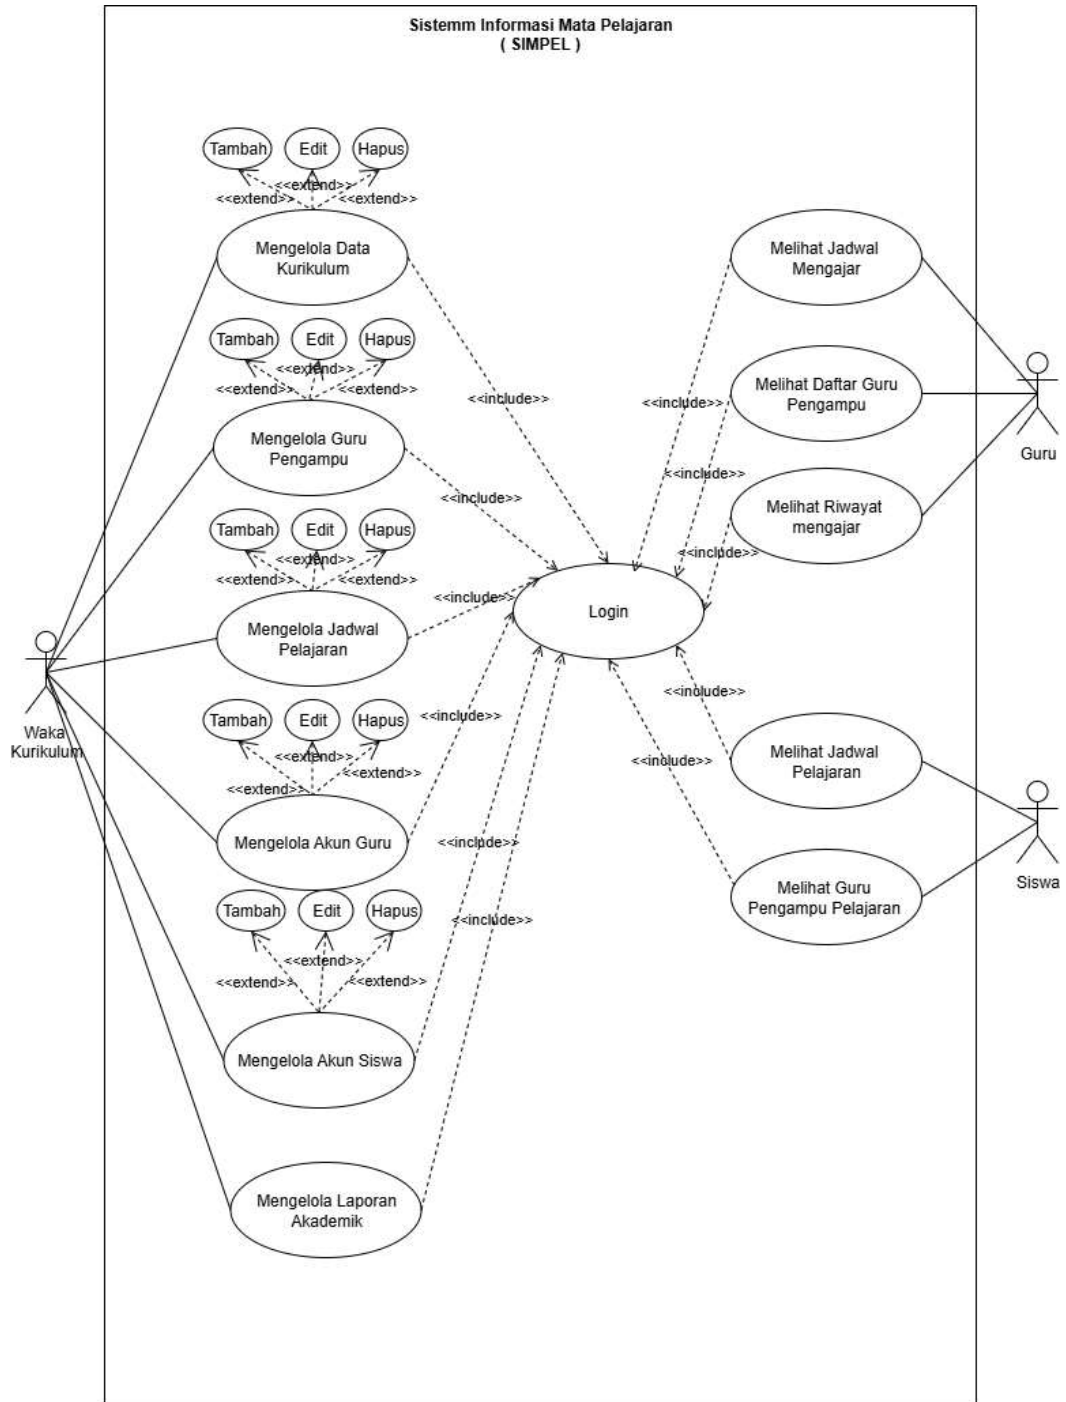 Sistemm Informasi Mata Pelajaran
( SIMPEL )
Tambah
Edit
Hapus
<<extend>>
<<extend>>
<<extend>>
Mengelola Data
Kurikulum
Tambah
Edit
Hapus
<<extend>>
<<extend>>
<<extend>>
Mengelola Guru
Pengampu
<<include>>
<<include>>
Tambah
Edit
Hapus
<<extend>>
<<extend>>
<<extend>>
Mengelola Jadwal
Pelajaran
<<include>>
Waka
Kurikulum
Tambah
Edit
Hapus
<<extend>>
<<extend>>
<<extend>>
Mengelola Akun Guru
<<include>>
Tambah
Edit
Hapus
<<extend>>
<<extend>>
<<extend>>
Mengelola Akun Siswa
<<include>>
<<include>>
Mengelola Laporan
Akademik
Login
Melihat Jadwal
Mengajar
<<include>>
Melihat Daftar Guru
Pengampu
<<include>>
Melihat Riwayat
mengajar
<<include>>
Guru
<<include>>
Melihat Jadwal
Pelajaran
<<include>>
Melihat Guru
Pengampu Pelajaran
Siswa